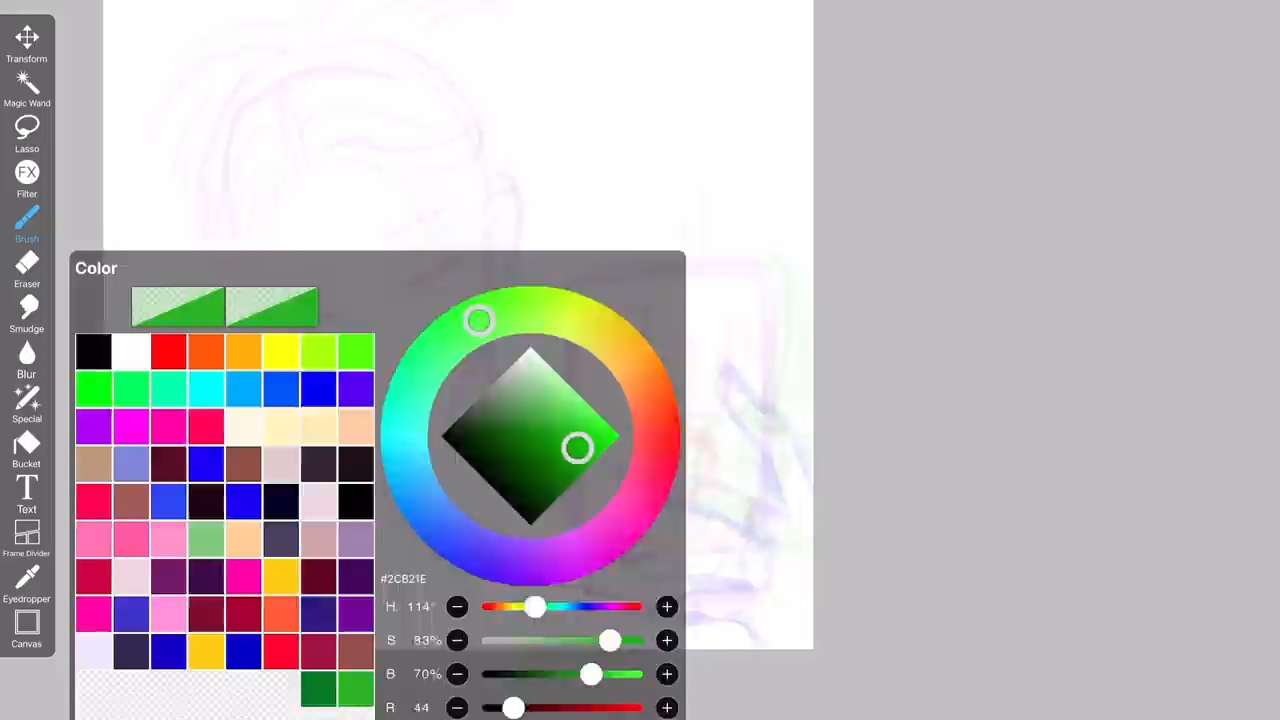 Transform
Magic Wand
Lasso
FX
Filter
Brush
Eraser
Smudge
Blur
Special
Bucket
T
Text
Frame Divider
Eyedropper
Canvas
Color
#2CB21E
H 114°
S 83%
B 70%
R 44